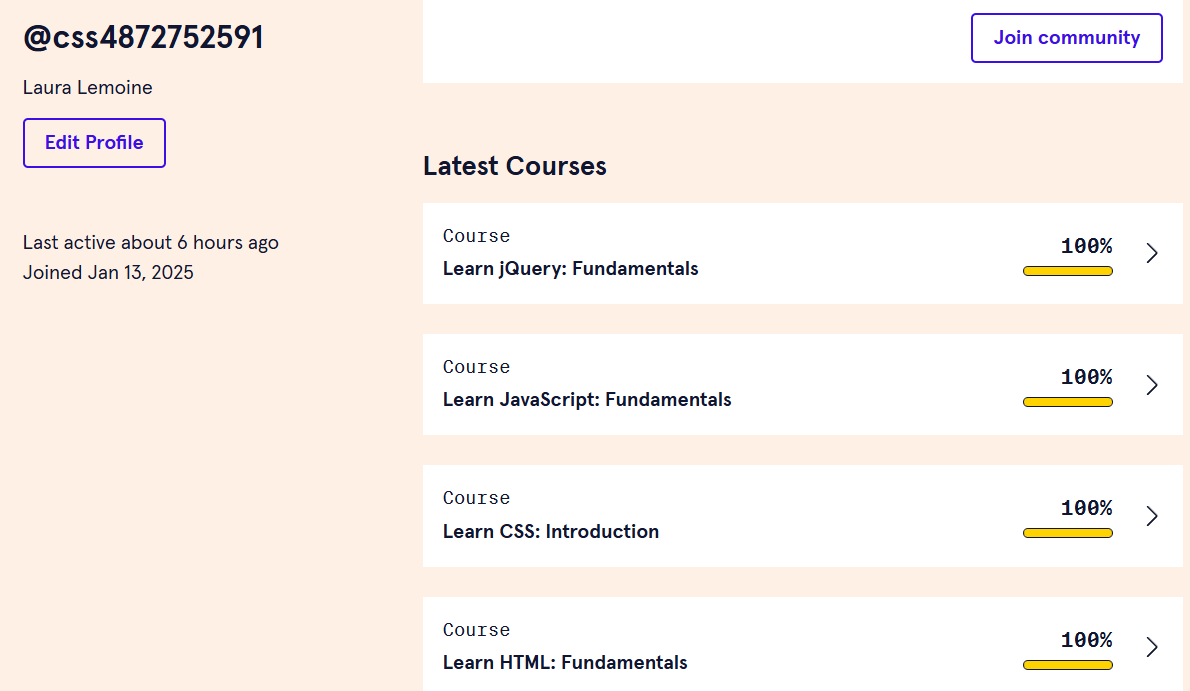 @css4872752591
Laura Lemoine
Edit Profile
Last active about 6 hours ago
Joined Jan 13, 2025
Join community
Latest Courses
Course
Learn jQuery: Fundamentals
100%
Course
Learn JavaScript: Fundamentals
100%
Course
Learn CSS: Introduction
100%
Course
Learn HTML: Fundamentals
100%